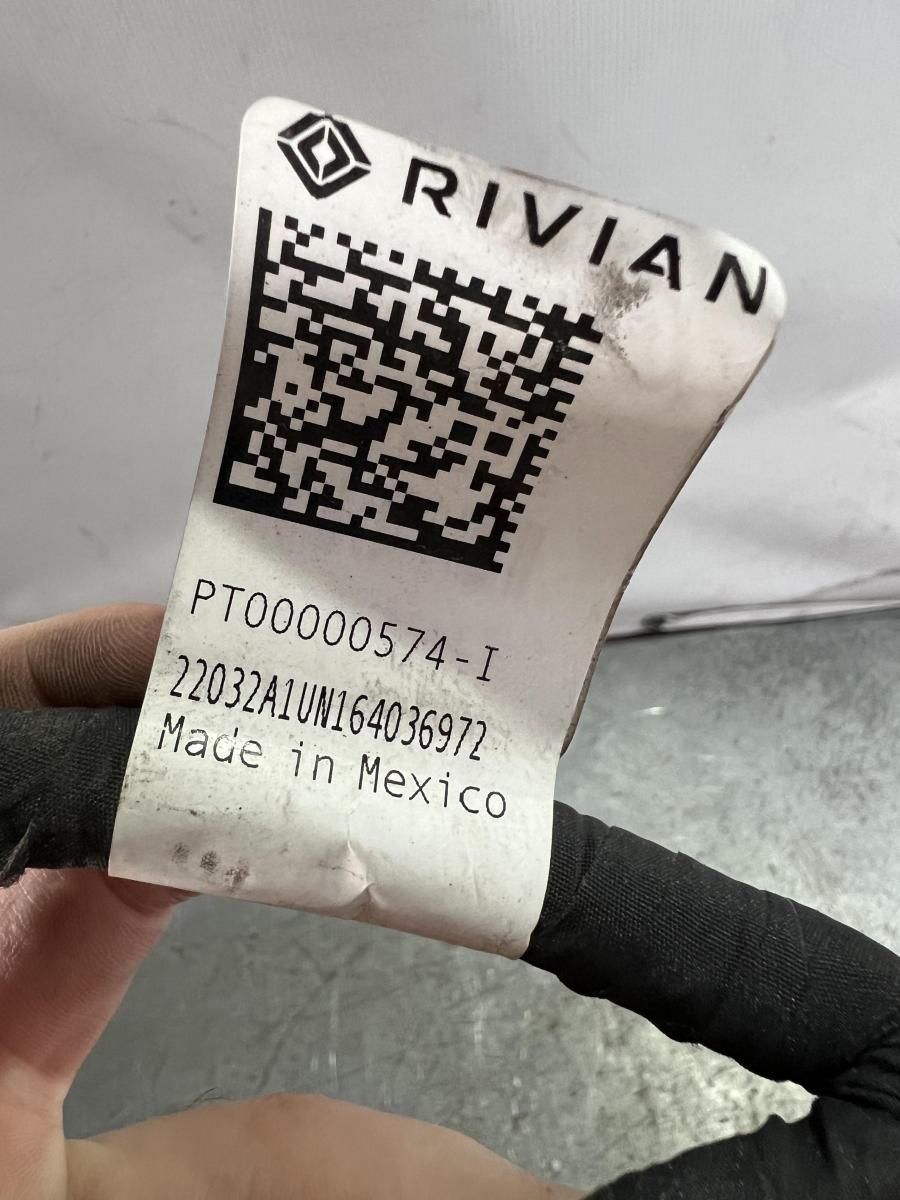 RIVIAN
PT00000574-I
22032A1UN164036972
Made in Mexico